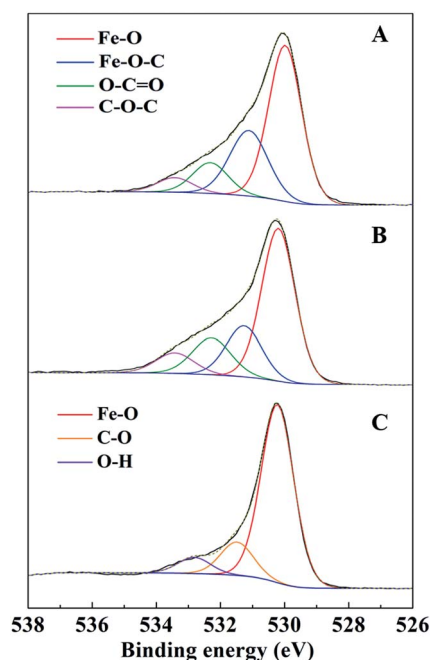 Fe-O
Fe-O-C
O-C=O
C-O-C
A
B
Fe-O
C-O
O-H
C
538 536 534 532 530 528 526
Binding energy (eV)